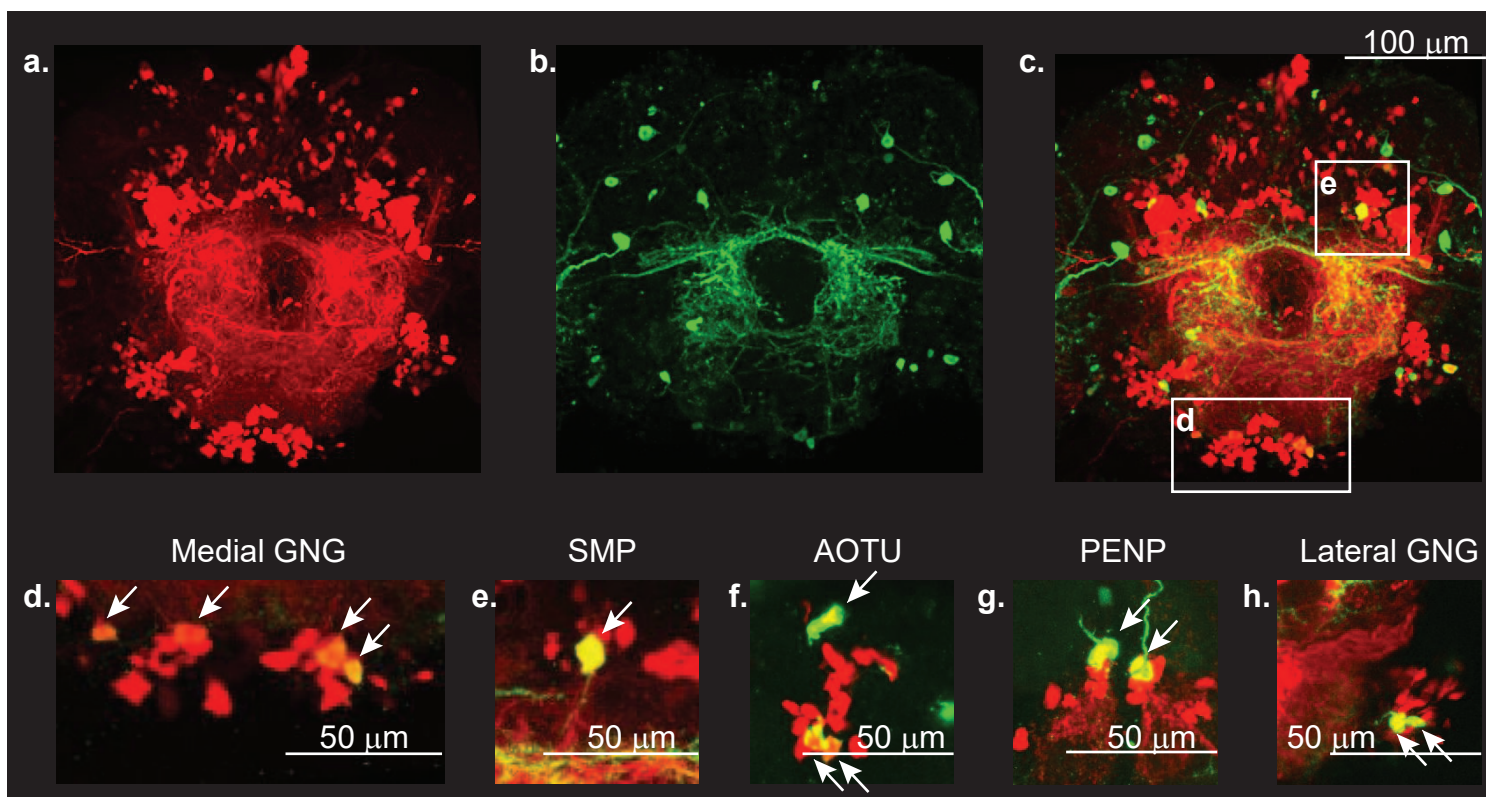 a.
b.
c.
100 μm
e
d
Medial GNG
SMP
AOTU
PENP
Lateral GNG
d.
e.
f.
g.
h.
50 μm
50 μm
50 μm
50 μm
50 μm